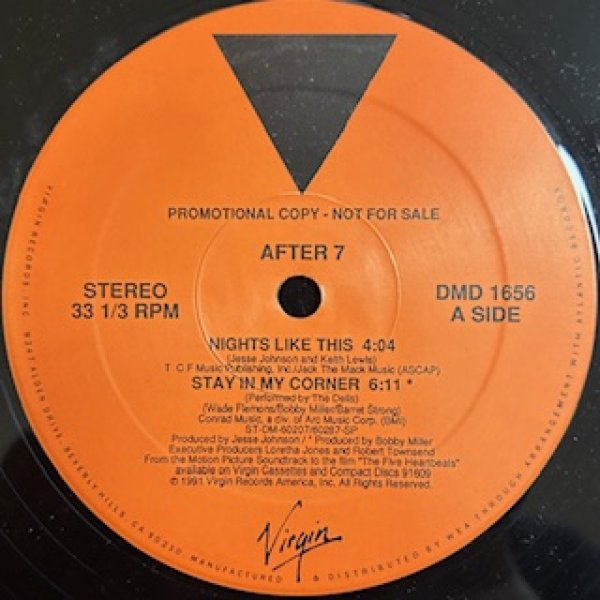 PROMOTIONAL COPY - NOT FOR SALE
AFTER 7
STEREO
33 1/3 RPM
DMD 1656
A SIDE
NIGHTS LIKE THIS 4:04
(Jesse Johnson and Keith Lewis)
T C F Music Publishing, Inc./Jack The Mack Music (ASCAP)
STAY IN MY CORNER 6:11 *
(Performed by The Dells)
(Wade Flemons/Bobby Miller/Barret Strong)
Conrad Music, a div. of Arc Music Corp. (BMI)
ST-DM-60207/60287-SP
Produced by Jesse Johnson / * Produced by Bobby Miller
Executive Producers Loretha Jones and Robert Townsend
From the Motion Picture Soundtrack to the film "The Five Heartbeats"
available on Virgin Cassettes and Compact Discs 91609
© 1991 Virgin Records America, Inc. All Rights Reserved.
Virgin
VIRGIN RECORDS, INC. 9247 ALDEN DRIVE, BEVERLY HILLS, CA 90210 MANUFACTURED & DISTRIBUTED BY WEA THROUGH ARRANGEMENT WITH ATLANTIC RECORDS